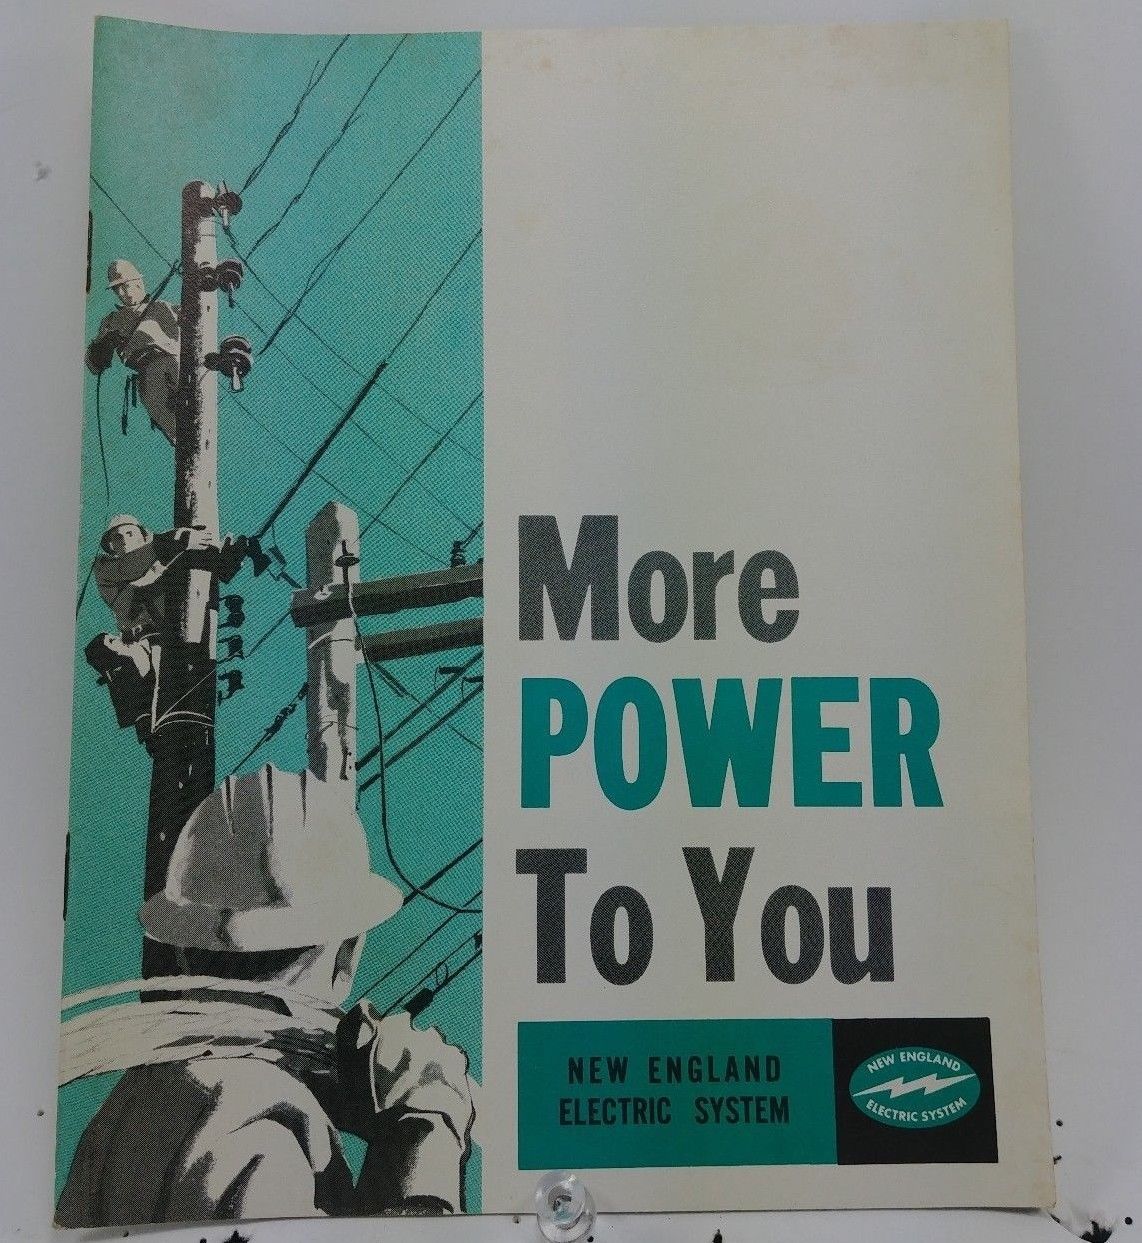 More
POWER
To You
NEW ENGLAND
ELECTRIC SYSTEM
NEW ENGLAND
ELECTRIC SYSTEM